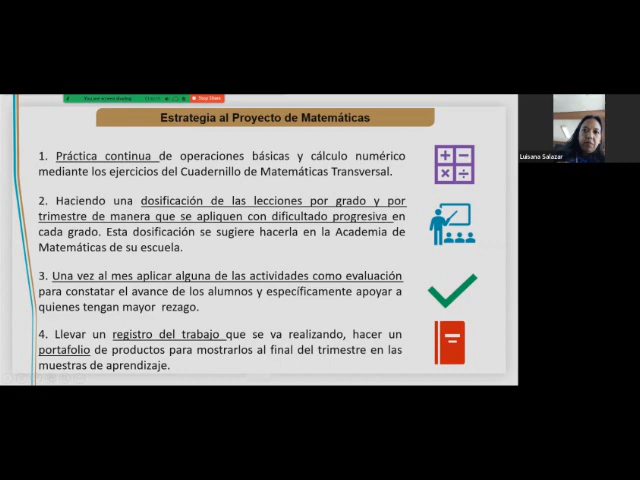 You are screen sharing
Stop Share
Estrategia al Proyecto de Matemáticas
1. Práctica continua de operaciones básicas y cálculo numérico
mediante los ejercicios del Cuadernillo de Matemáticas Transversal.
2. Haciendo una dosificación de las lecciones por grado y por
trimestre de manera que se apliquen con dificultado progresiva en
cada grado. Esta dosificación se sugiere hacerla en la Academia de
Matemáticas de su escuela.
3. Una vez al mes aplicar alguna de las actividades como evaluación
para constatar el avance de los alumnos y específicamente apoyar a
quienes tengan mayor rezago.
4. Llevar un registro del trabajo que se va realizando, hacer un
portafolio de productos para mostrarlos al final del trimestre en las
muestras de aprendizaje.
Luisana Salazar